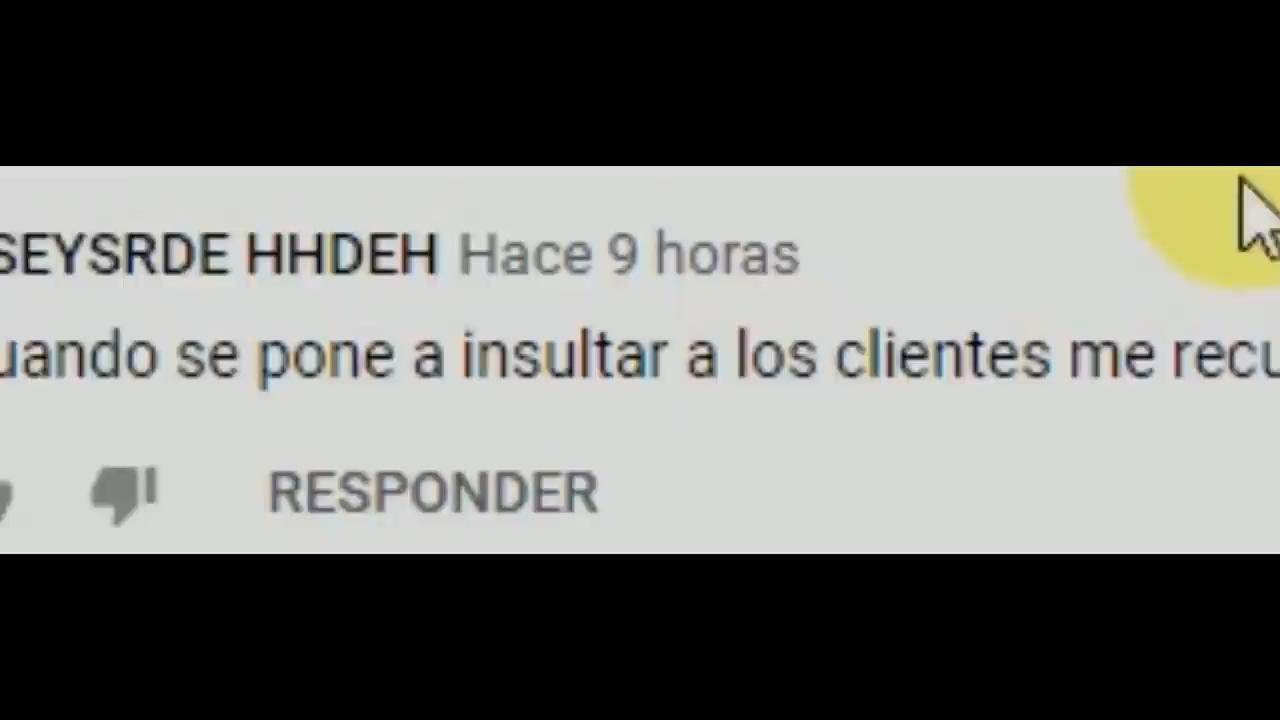 SEYSRDE HHDEH Hace 9 horas
uando se pone a insultar a los clientes me recu
RESPONDER